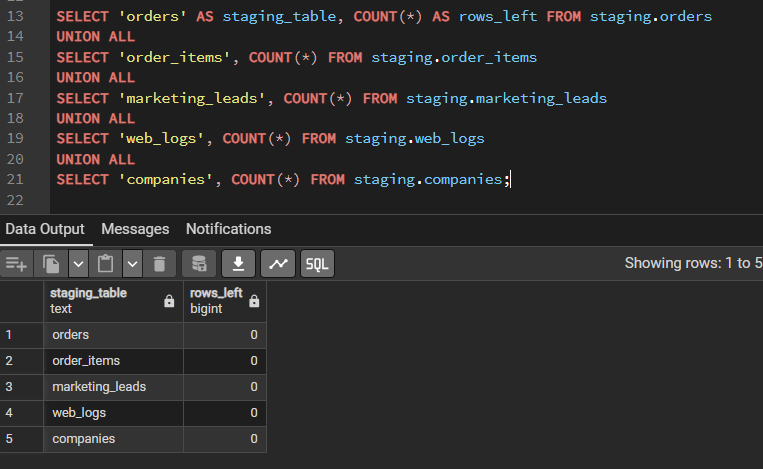 13 SELECT 'orders' AS staging_table, COUNT(*) AS rows_left FROM staging.orders
14 UNION ALL
15 SELECT 'order_items', COUNT(*) FROM staging.order_items
16 UNION ALL
17 SELECT 'marketing_leads', COUNT(*) FROM staging.marketing_leads
18 UNION ALL
19 SELECT 'web_logs', COUNT(*) FROM staging.web_logs
20 UNION ALL
21 SELECT 'companies', COUNT(*) FROM staging.companies;
22
Data Output Messages Notifications
SQL Showing rows: 1 to 5
staging_table rows_left
text bigint
1 orders 0
2 order_items 0
3 marketing_leads 0
4 web_logs 0
5 companies 0